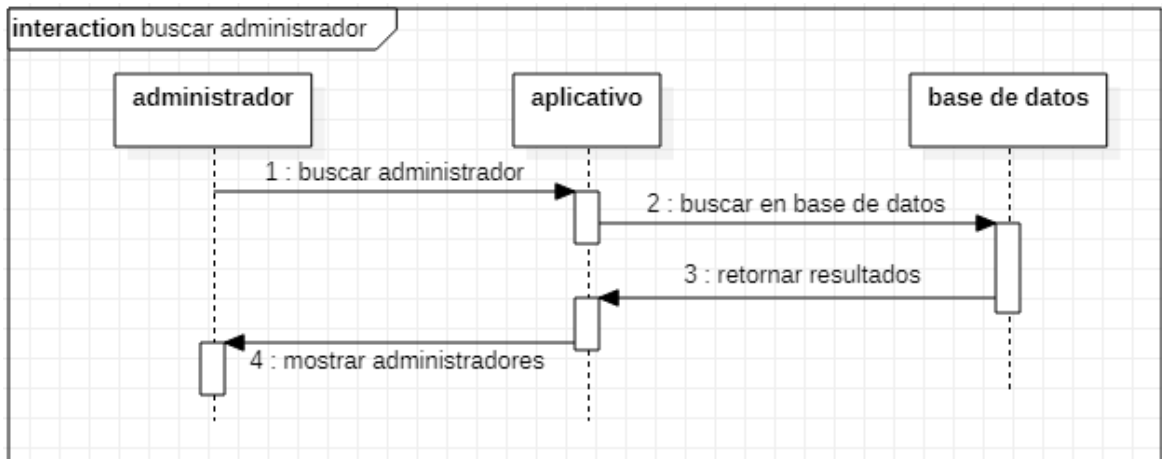 interaction buscar administrador
administrador
aplicativo
base de datos
1 : buscar administrador
2 : buscar en base de datos
3 : retornar resultados
4 : mostrar administradores